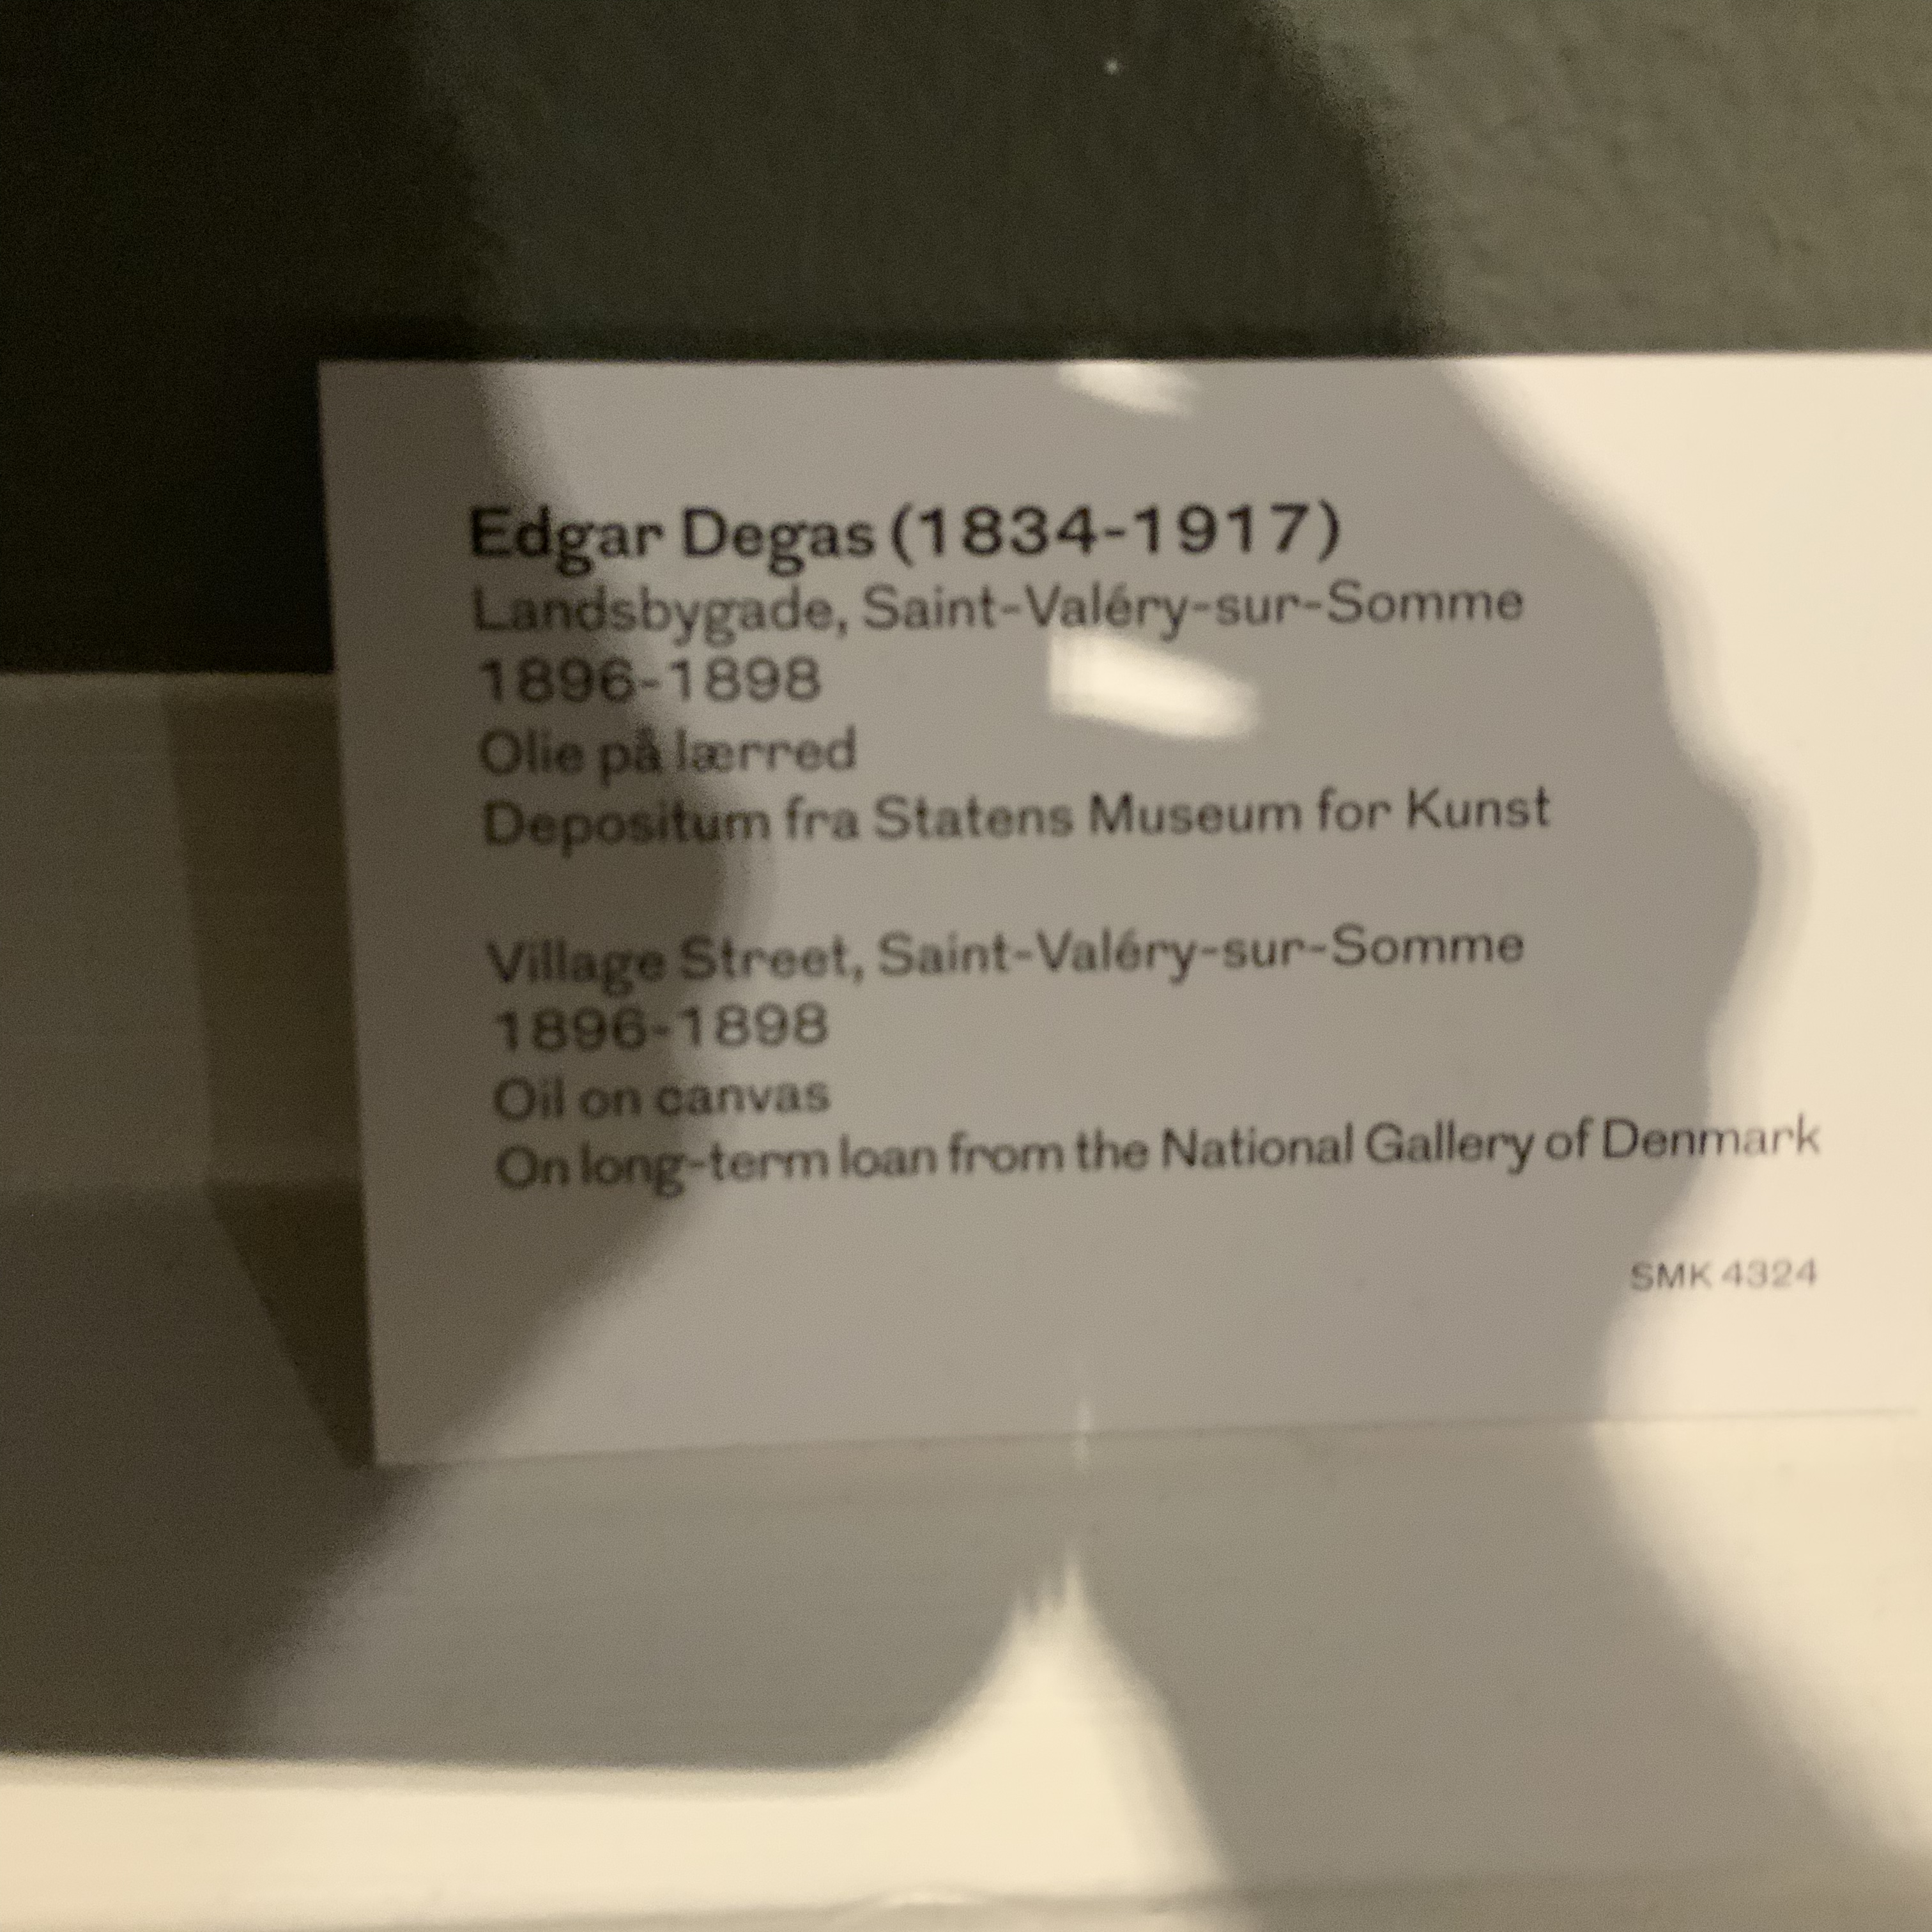 Edgar Degas (1834-1917)
Landsbygade, Saint-Valéry-sur-Somme
1896-1898
Olie på lærred
Depositum fra Statens Museum for Kunst
Village Street, Saint-Valéry-sur-Somme
1896-1898
Oil on canvas
On long-term loan from the National Gallery of Denmark
SMK 4324